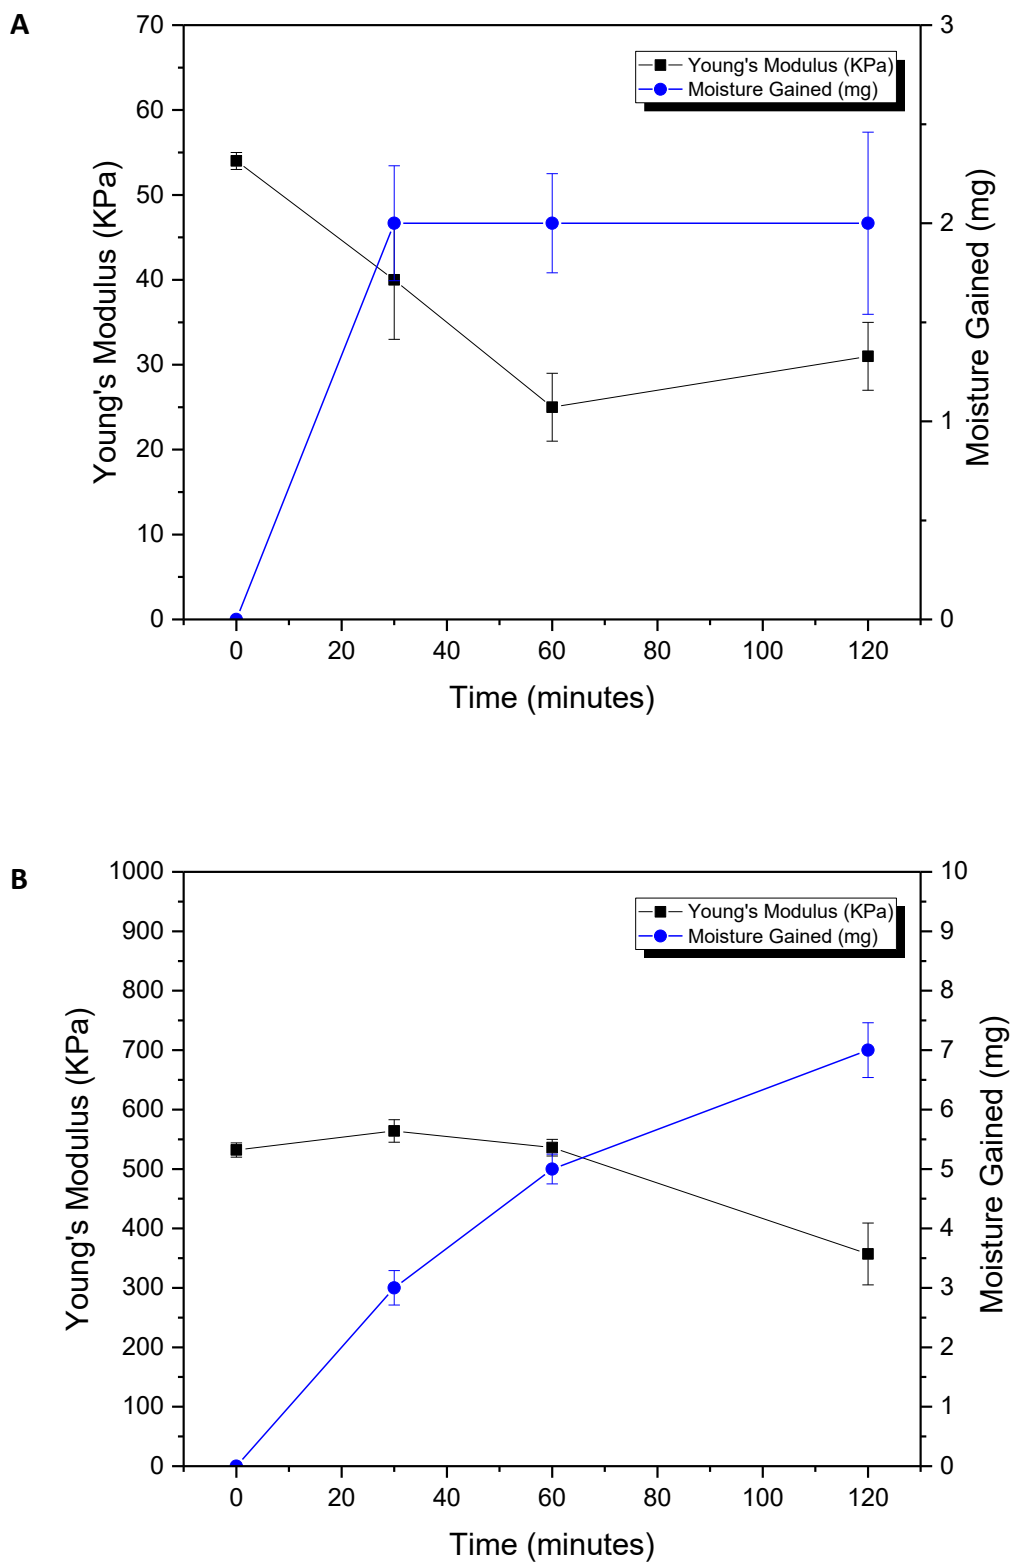 A
70
60
50
40
30
20
10
0
Young's Modulus (KPa)
3
2
1
0
Moisture Gained (mg)
Young's Modulus (KPa)
Moisture Gained (mg)
0 20 40 60 80 100 120
Time (minutes)
B
1000
900
800
700
600
500
400
300
200
100
0
Young's Modulus (KPa)
10
9
8
7
6
5
4
3
2
1
0
Moisture Gained (mg)
Young's Modulus (KPa)
Moisture Gained (mg)
0 20 40 60 80 100 120
Time (minutes)